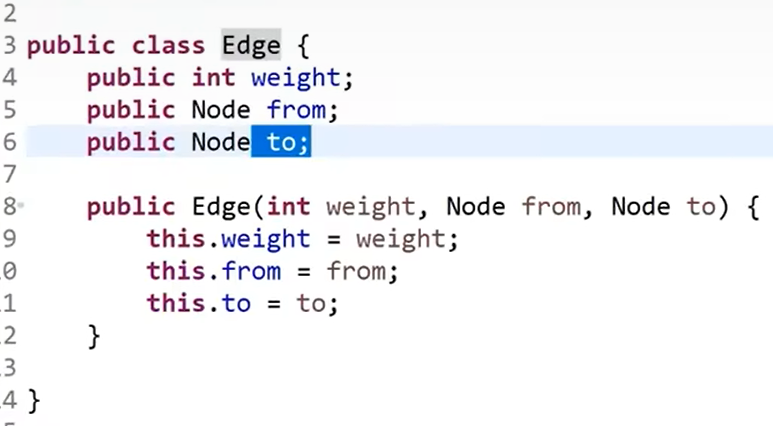 2
3 public class Edge {
4 public int weight;
5 public Node from;
6 public Node to;
7
8 public Edge(int weight, Node from, Node to) {
9 this.weight = weight;
0 this.from = from;
1 this.to = to;
2 }
3
4 }